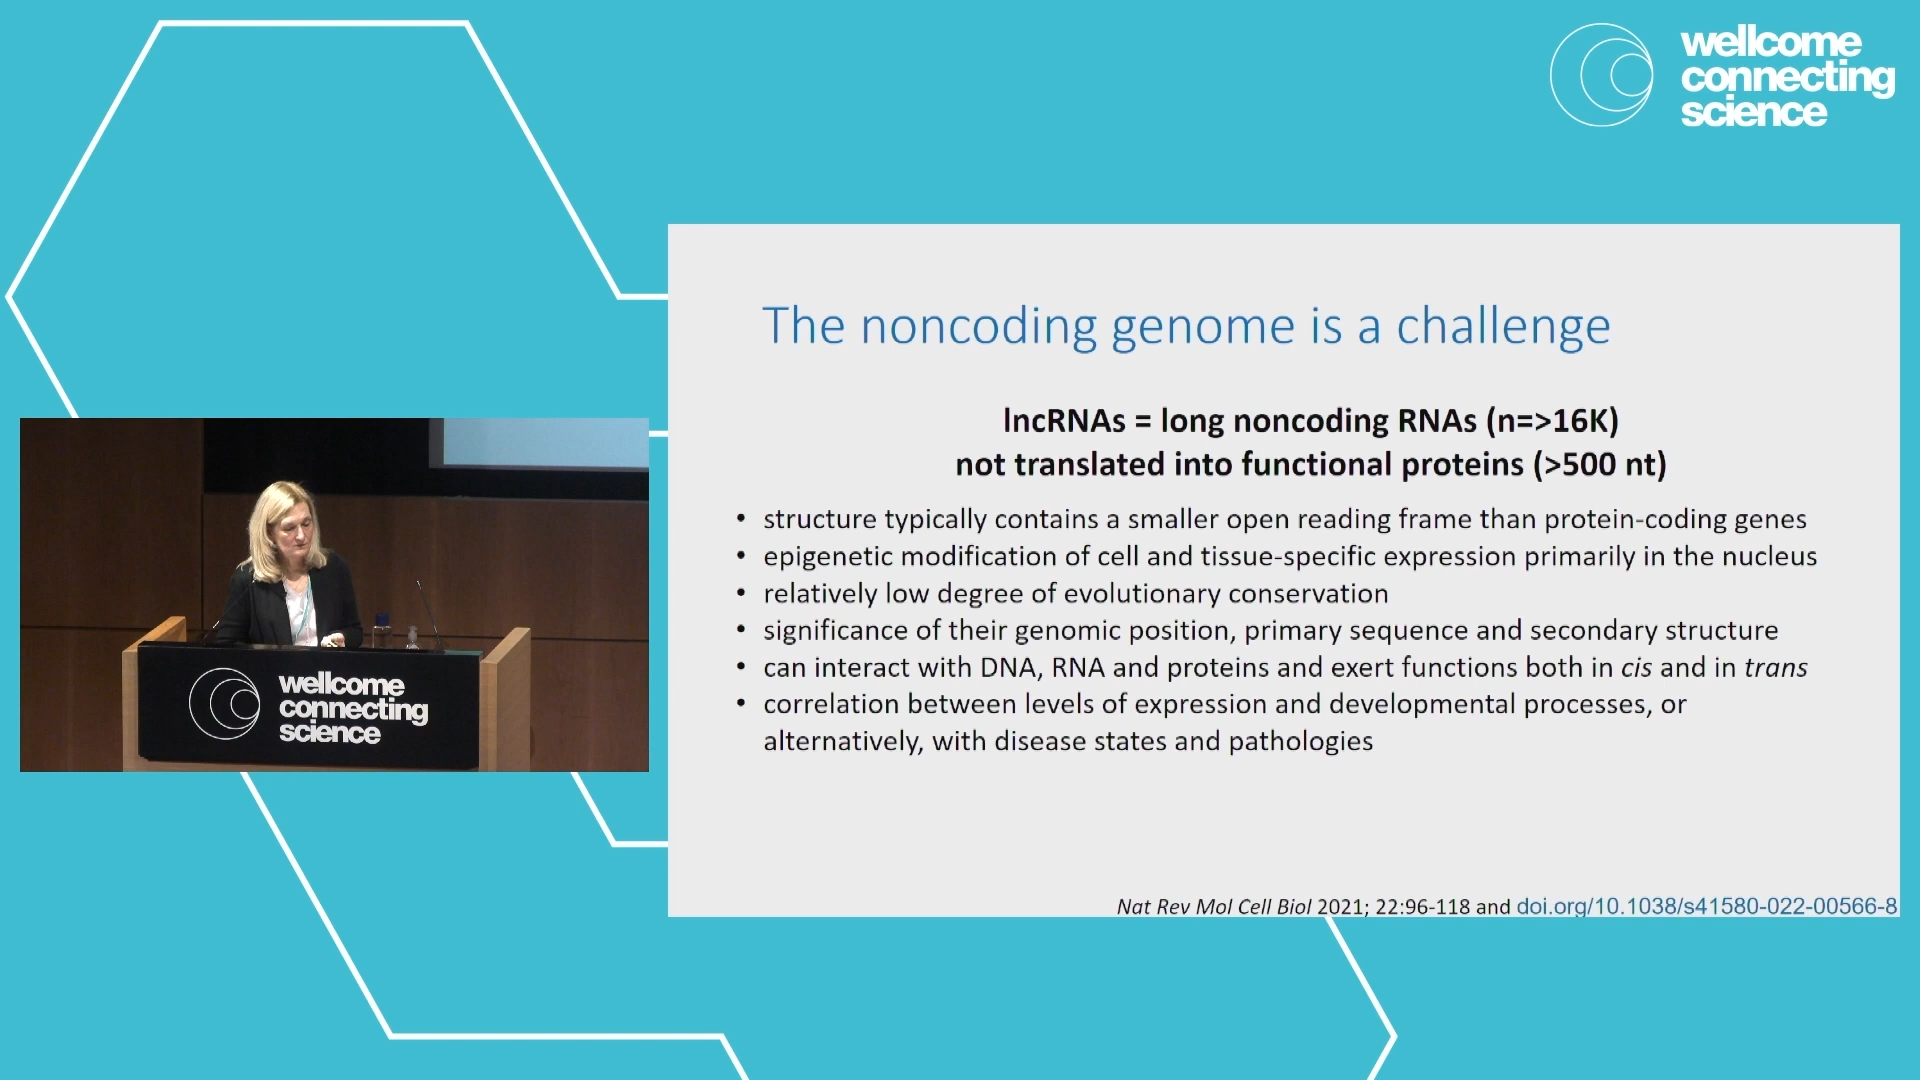 wellcome
connecting
science
The noncoding genome is a challenge
lncRNAs = long noncoding RNAs (n=>16K)
not translated into functional proteins (>500 nt)
• structure typically contains a smaller open reading frame than protein-coding genes
• epigenetic modification of cell and tissue-specific expression primarily in the nucleus
• relatively low degree of evolutionary conservation
• significance of their genomic position, primary sequence and secondary structure
• can interact with DNA, RNA and proteins and exert functions both in cis and in trans
• correlation between levels of expression and developmental processes, or
alternatively, with disease states and pathologies
Nat Rev Mol Cell Biol 2021; 22:96-118 and doi.org/10.1038/s41580-022-00566-8
wellcome
connecting
science